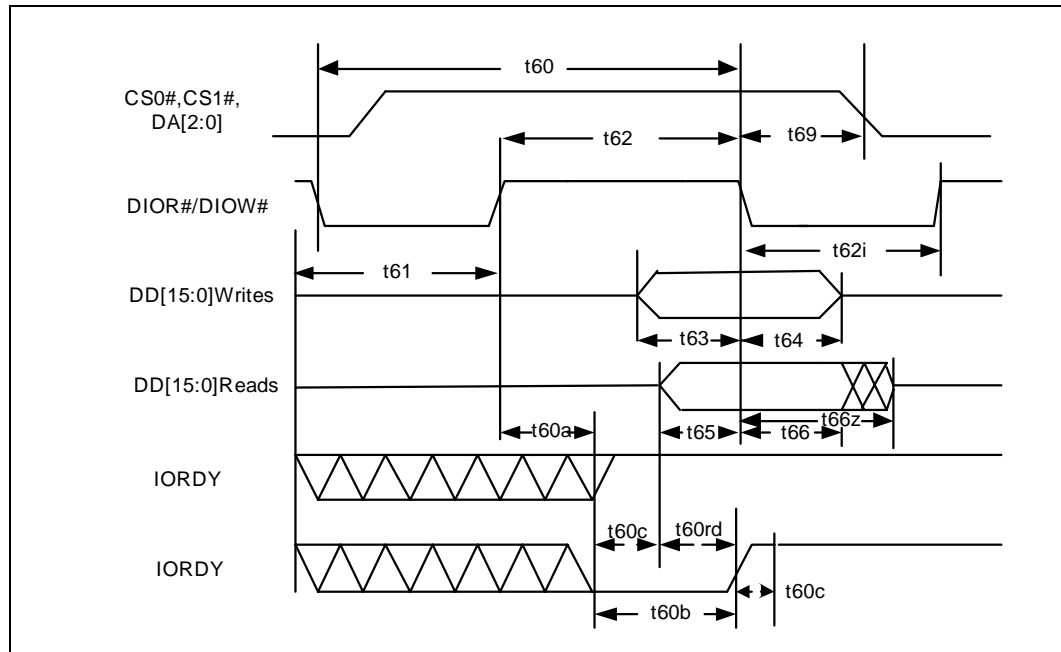 t60
CS0#,CS1#,
DA[2:0]
t62
t69
DIOR#/DIOW#
t62i
t61
DD[15:0]Writes
t63
t64
DD[15:0]Reads
t66z
t60a
t65
t66
IORDY
t60c
t60rd
IORDY
t60c
t60b